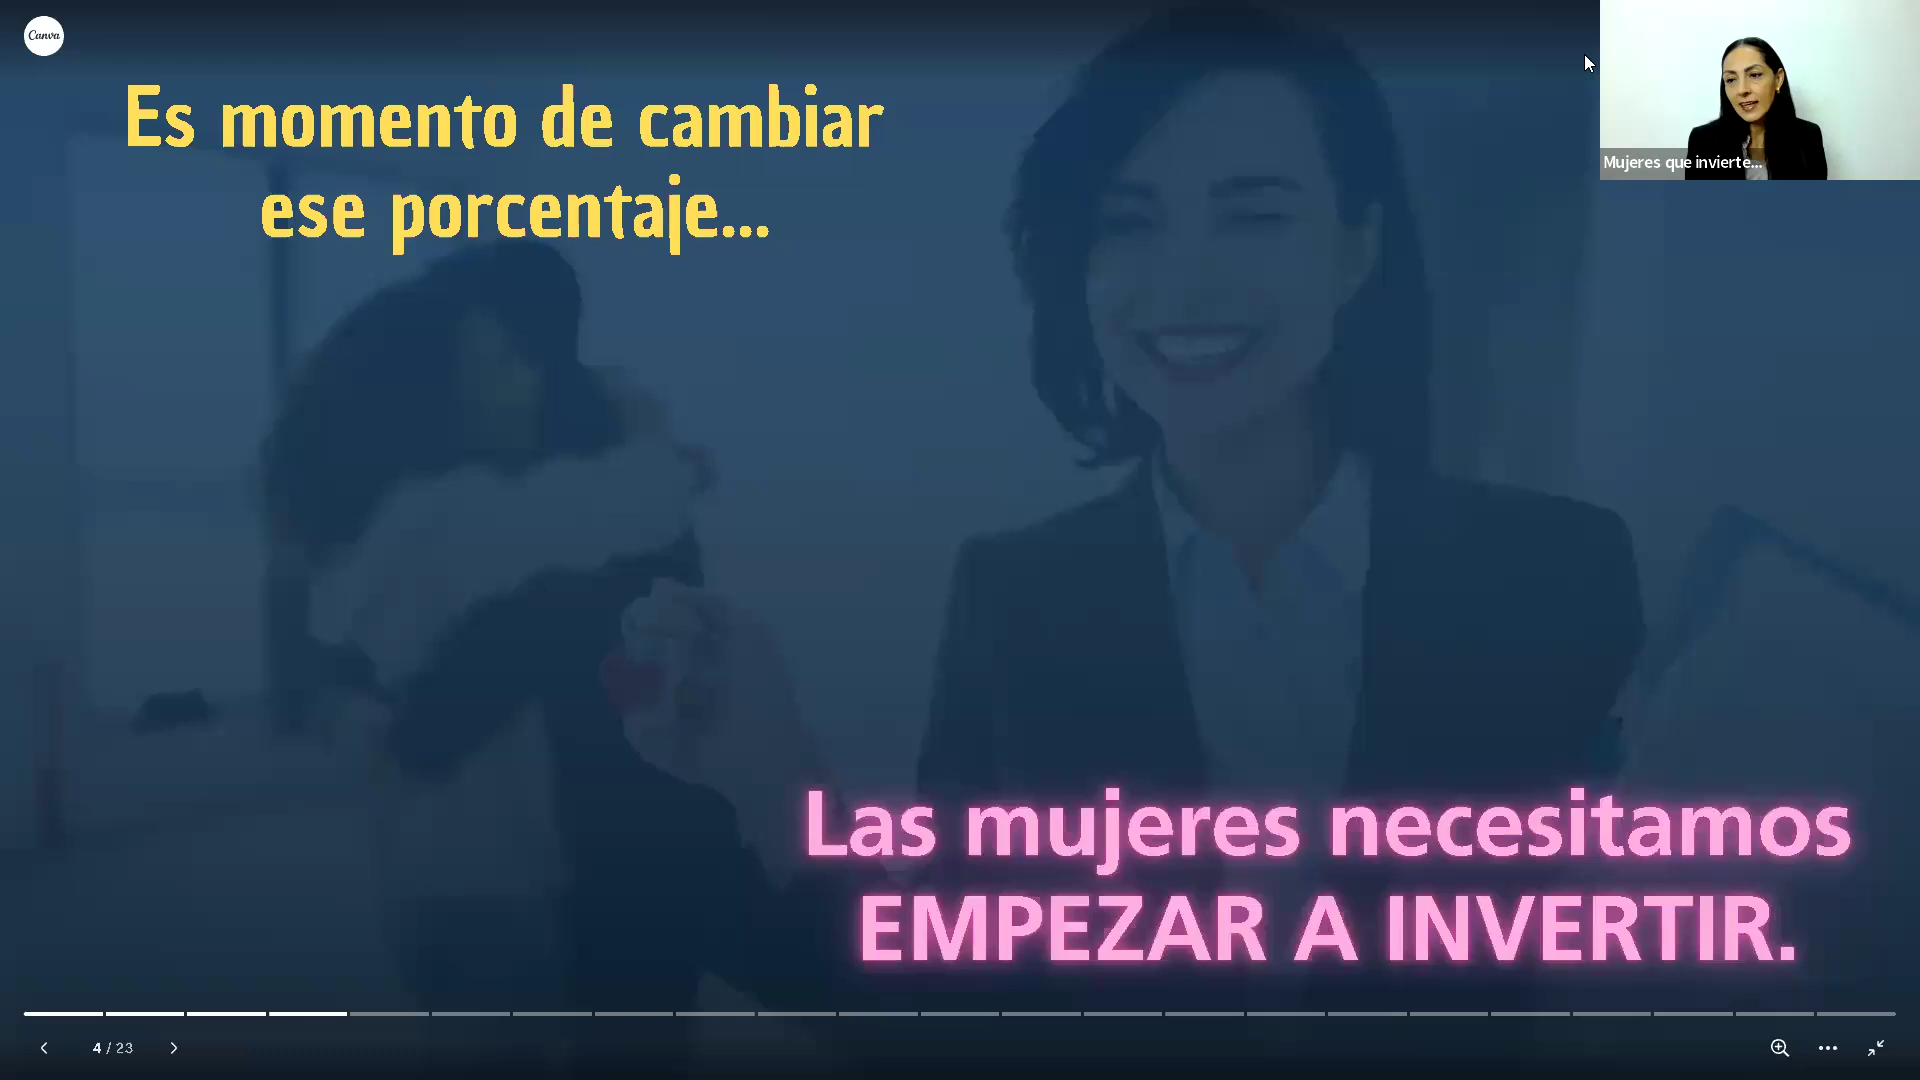 Canva
Es momento de cambiar
ese porcentaje...
Mujeres que invierte...
Las mujeres necesitamos
EMPEZAR A INVERTIR.
4 / 23